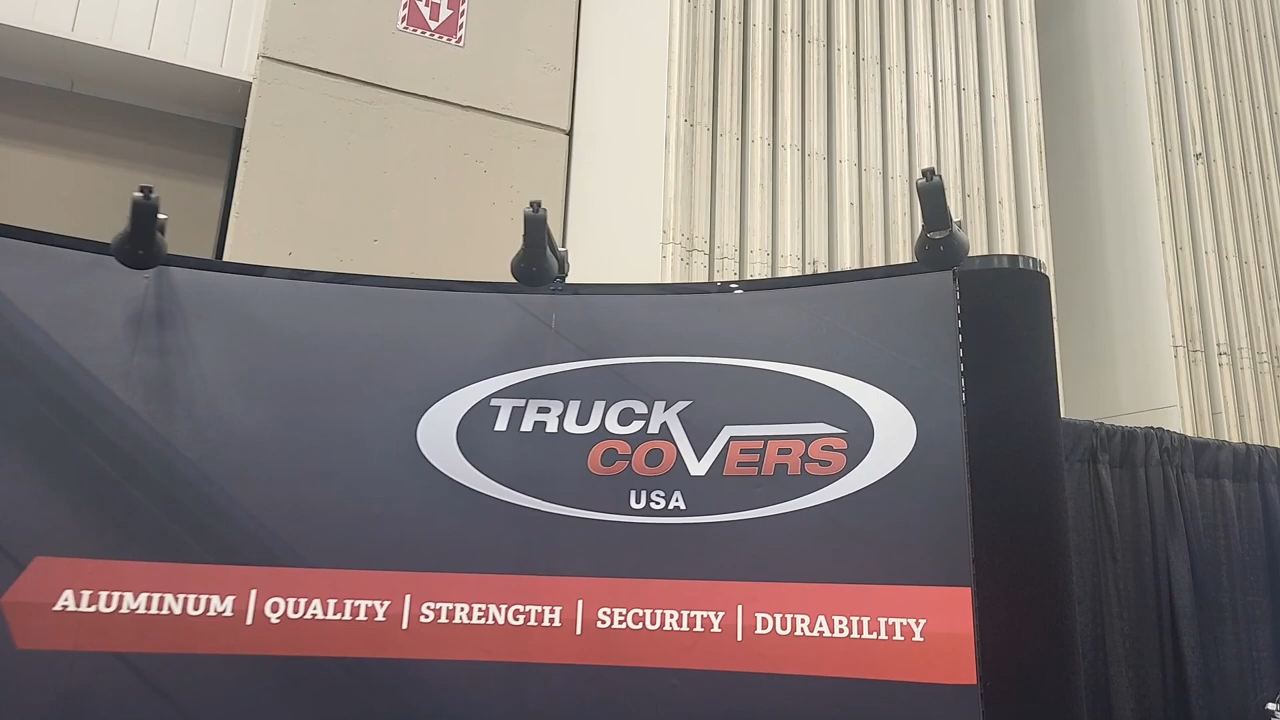 TRUCK
COVERS
USA
ALUMINUM | QUALITY | STRENGTH | SECURITY | DURABILITY